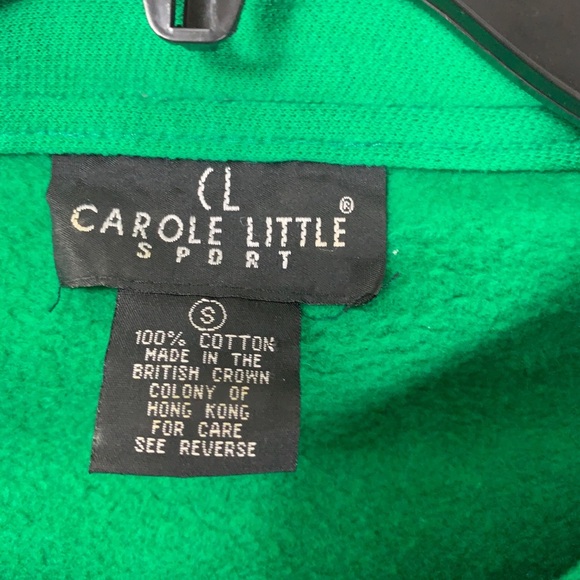 CL
CAROLE LITTLE®
SPORT
S
100% COTTON
MADE IN THE
BRITISH CROWN
COLONY OF
HONG KONG
FOR CARE
SEE REVERSE